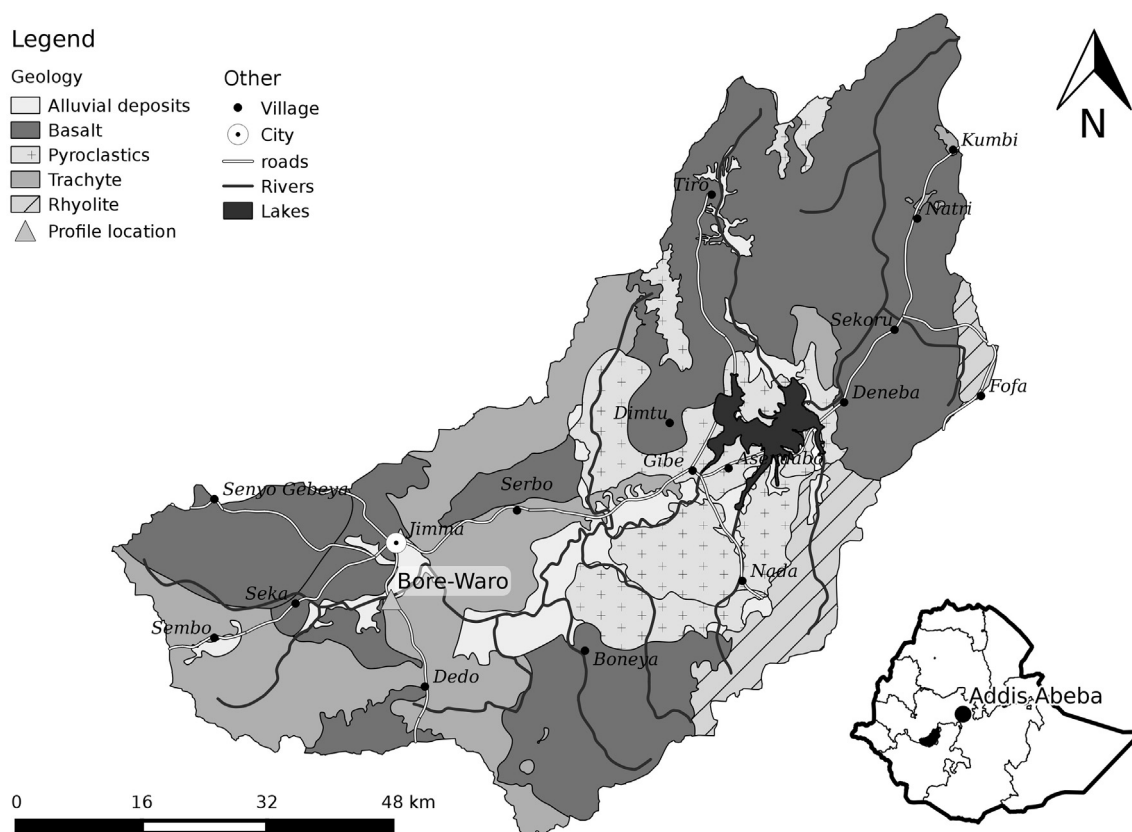 Legend
Geology
Alluvial deposits
Basalt
Pyroclastics
Trachyte
Rhyolite
Profile location
Other
Village
City
roads
Rivers
Lakes
N
Kumbi
Tiro
Natri
Sekoru
Deneba
Fofa
Dimtu
Gibe
Senyo Gebeya
Serbo
Jimma
Bore-Waro
Nada
Seka
Sembo
Boneya
Dedo
Addis Abeba
0 16 32 48 km